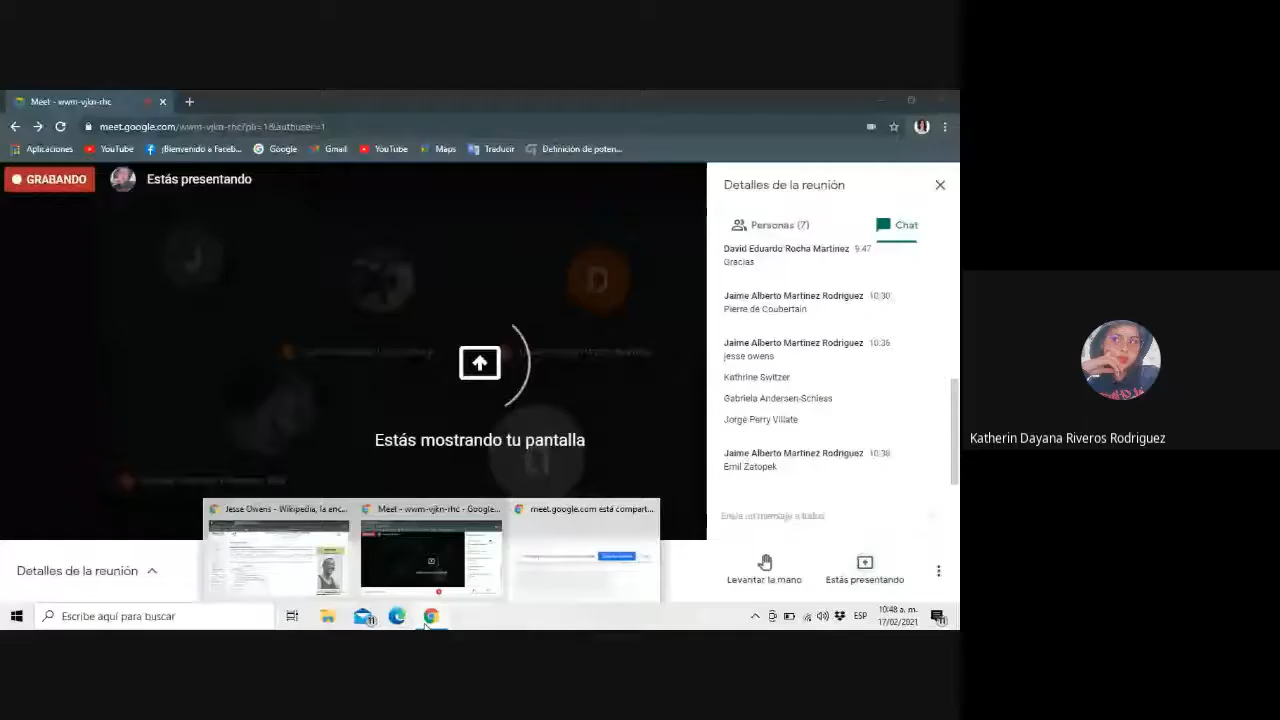 Meet - wwm-vjkn-rhc
meet.google.com/wwm-vjkn-rhc?pli=1&authuser=1
Aplicaciones YouTube ¡Bienvenido a Faceb... Google Gmail YouTube Maps Traducir Definición de poten...
GRABANDO Estás presentando
Detalles de la reunión
Personas (7) Chat
David Eduardo Rocha Martinez 9:47
Gracias
Jaime Alberto Martinez Rodriguez 10:30
Pierre de Coubertain
Jaime Alberto Martinez Rodriguez 10:36
jesse owens
Kathrine Switzer
Gabriela Andersen-Schiess
Jorge Perry Villate
Jaime Alberto Martinez Rodriguez 10:38
Emil Zatopek
Envía un mensaje a todos
J
D
Estás mostrando tu pantalla
Jesse Owens - Wikipedia, la enc...
Meet - wwm-vjkn-rhc - Google...
meet.google.com está compart...
Detalles de la reunión
Levantar la mano
Estás presentando
Escribe aquí para buscar
11
ESP
10:48 a. m.
17/02/2021
11
Katherin Dayana Riveros Rodriguez